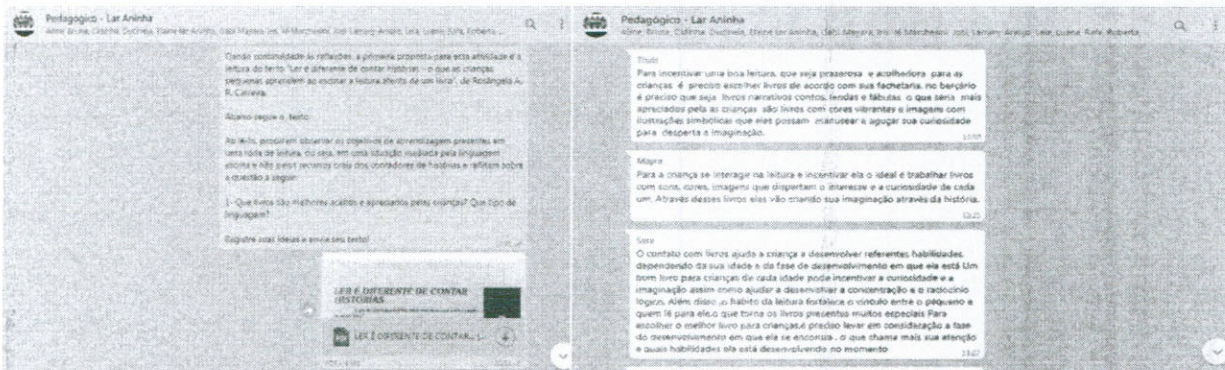 Pedagógico - Lar Aninha
Dando continuidade às reflexões, a primeira proposta para esta atividade é a
leitura do texto "Ler é diferente de contar histórias - o que as crianças
pequenas aprendem ao escutar a leitura atenta de um livro", de Rosângela A.
R. Carreva.
Abaixo segue o texto:
Ao lê-lo, procurem observar os objetivos de aprendizagem presentes em
uma roda de leitura, ou seja, em uma situação mediada pela linguagem
escrita e não pelos recursos orais dos contadores de histórias e reflitam sobre
a questão a seguir:
1- Que livros são melhores aceitos e apreciados pelas crianças? Que tipo de
linguagem?
Registre suas ideias e envie seu texto!
LER É DIFERENTE DE CONTAR
HISTÓRIAS
LER É DIFERENTE DE CONTAR...
Pedagógico - Lar Aninha
Para incentivar uma boa leitura, que seja prazerosa e acolhedora para as
crianças é preciso escolher livros de acordo com sua fachetaria, no berçário
é preciso que seja livros narrativos contos, lendas e fábulas o que seria mais
apreciados pela as crianças são livros com cores vibrantes e imagem com
ilustrações simbólicas que eles possam manusear e aguçar sua curiosidade
para desperta a imaginação.
Mayra
Para a criança se interagir na leitura e incentivar ela o ideal é trabalhar livros
com sons, cores, imagens que dispertam o interesse e a curiosidade de cada
um. Através desses livros eles vão criando sua imaginação através da história.
Sara
O contato com livros ajuda a criança a desenvolver referentes habilidades,
dependendo da sua idade e da fase de desenvolvimento em que ela está Um
bom livro para crianças de cada idade pode incentivar a curiosidade e a
imaginação assim como ajudar a desenvolver a concentração e o raciocínio
lógico. Além disso ,o habito da leitura fortalece o vínculo entre o pequeno e
quem lê para ele,o que torna os livros presentes muitos especiais Para
escolher o melhor livro para crianças,é preciso levar em consideração a fase
do desenvolvimento em que ela se encontra , o que chama mais sua atenção
e quais habilidades ela está desenvolvendo no momento